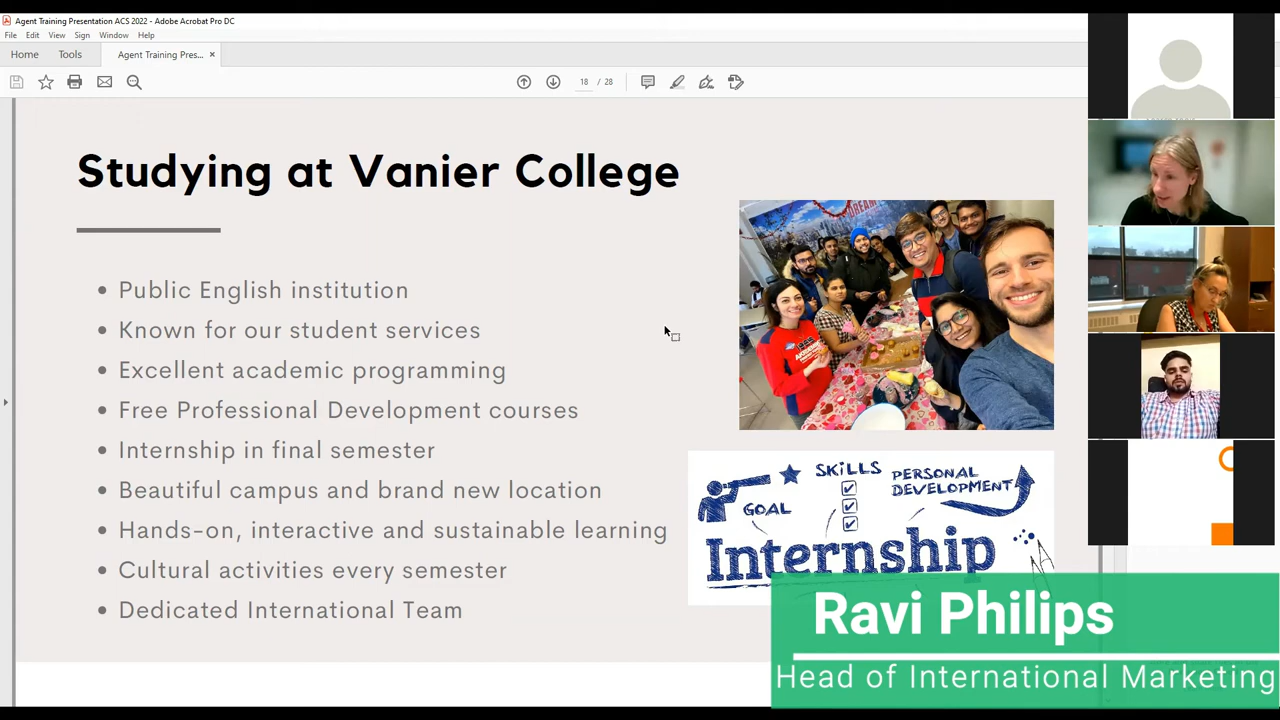 Agent Training Presentation ACS 2022 - Adobe Acrobat Pro DC
File Edit View Sign Window Help
Home Tools Agent Training Pres... ×
18 / 28
Studying at Vanier College
• Public English institution
• Known for our student services
• Excellent academic programming
• Free Professional Development courses
• Internship in final semester
• Beautiful campus and brand new location
• Hands-on, interactive and sustainable learning
• Cultural activities every semester
• Dedicated International Team
DREAM
GOAL
SKILLS
PERSONAL
DEVELOPMENT
Internship
Ravi Philips
Head of International Marketing